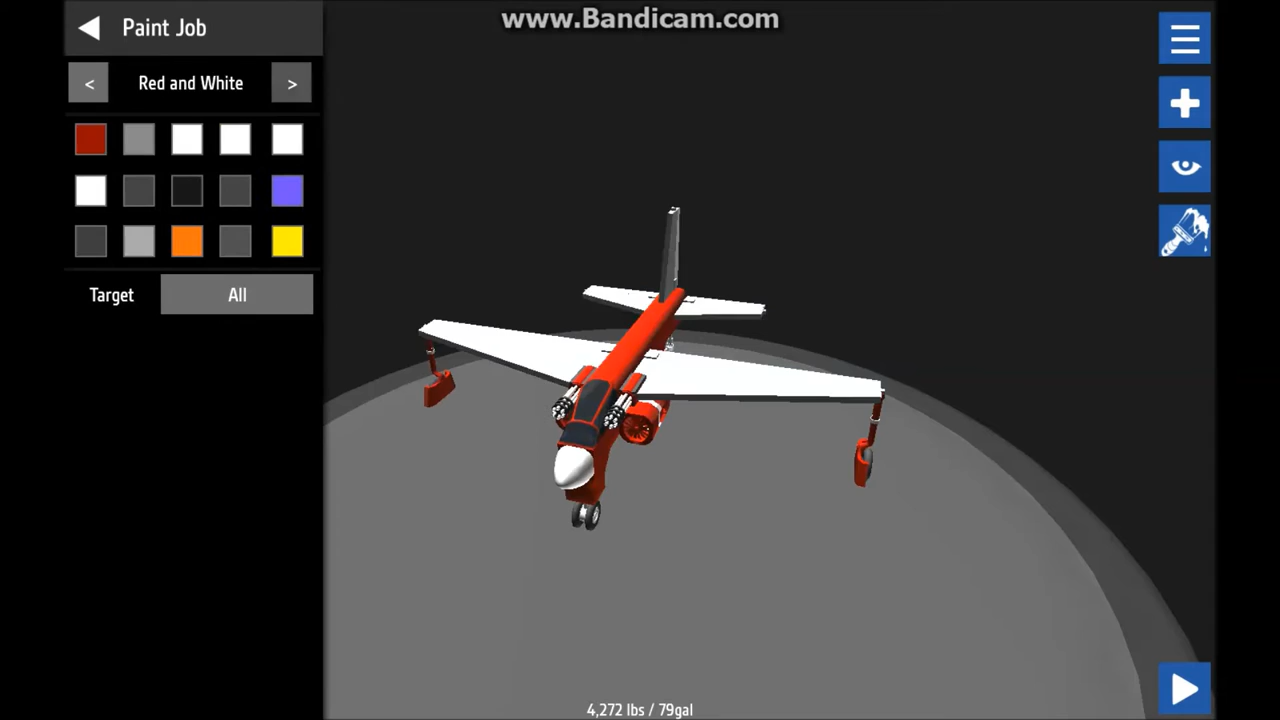 www.Bandicam.com
Paint Job
< Red and White >
Target All
4,272 lbs / 79gal